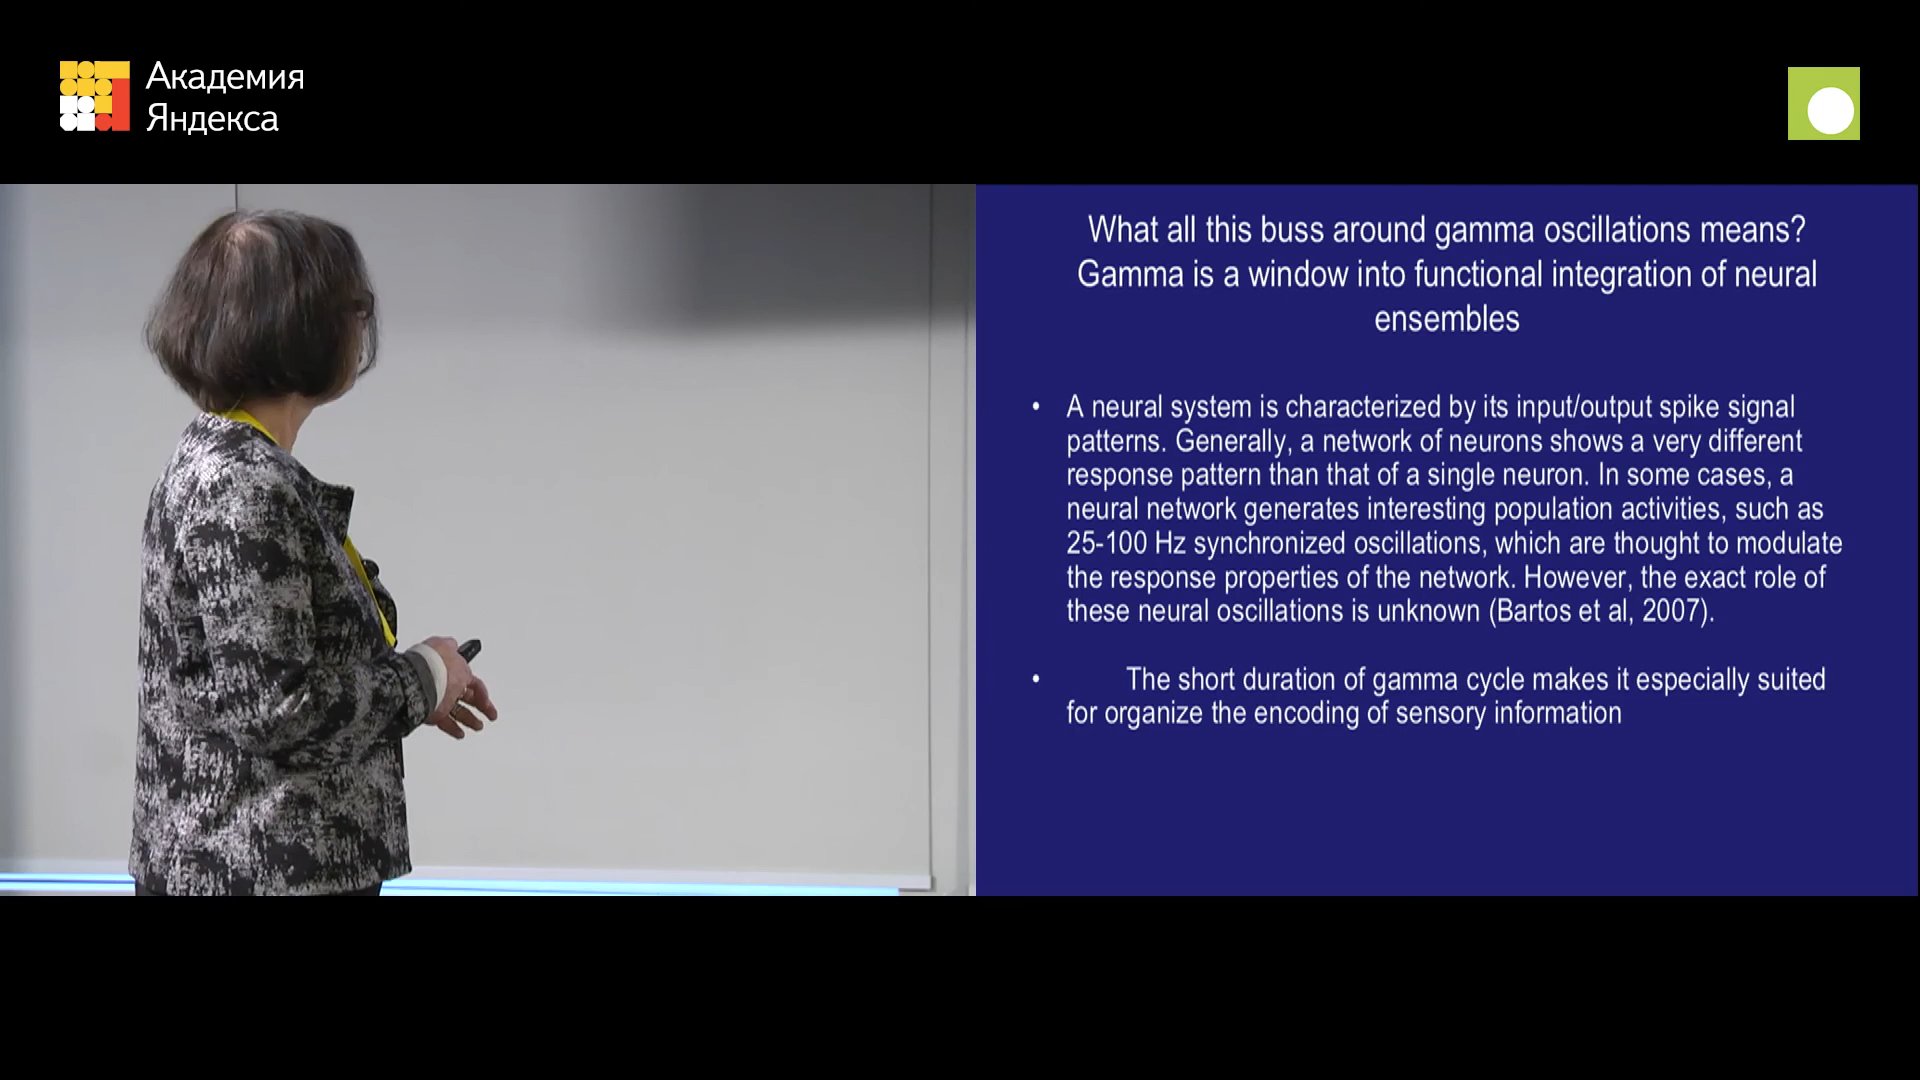 Академия
Яндекса
What all this buss around gamma oscillations means?
Gamma is a window into functional integration of neural
ensembles
• A neural system is characterized by its input/output spike signal
patterns. Generally, a network of neurons shows a very different
response pattern than that of a single neuron. In some cases, a
neural network generates interesting population activities, such as
25-100 Hz synchronized oscillations, which are thought to modulate
the response properties of the network. However, the exact role of
these neural oscillations is unknown (Bartos et al, 2007).
• The short duration of gamma cycle makes it especially suited
for organize the encoding of sensory information